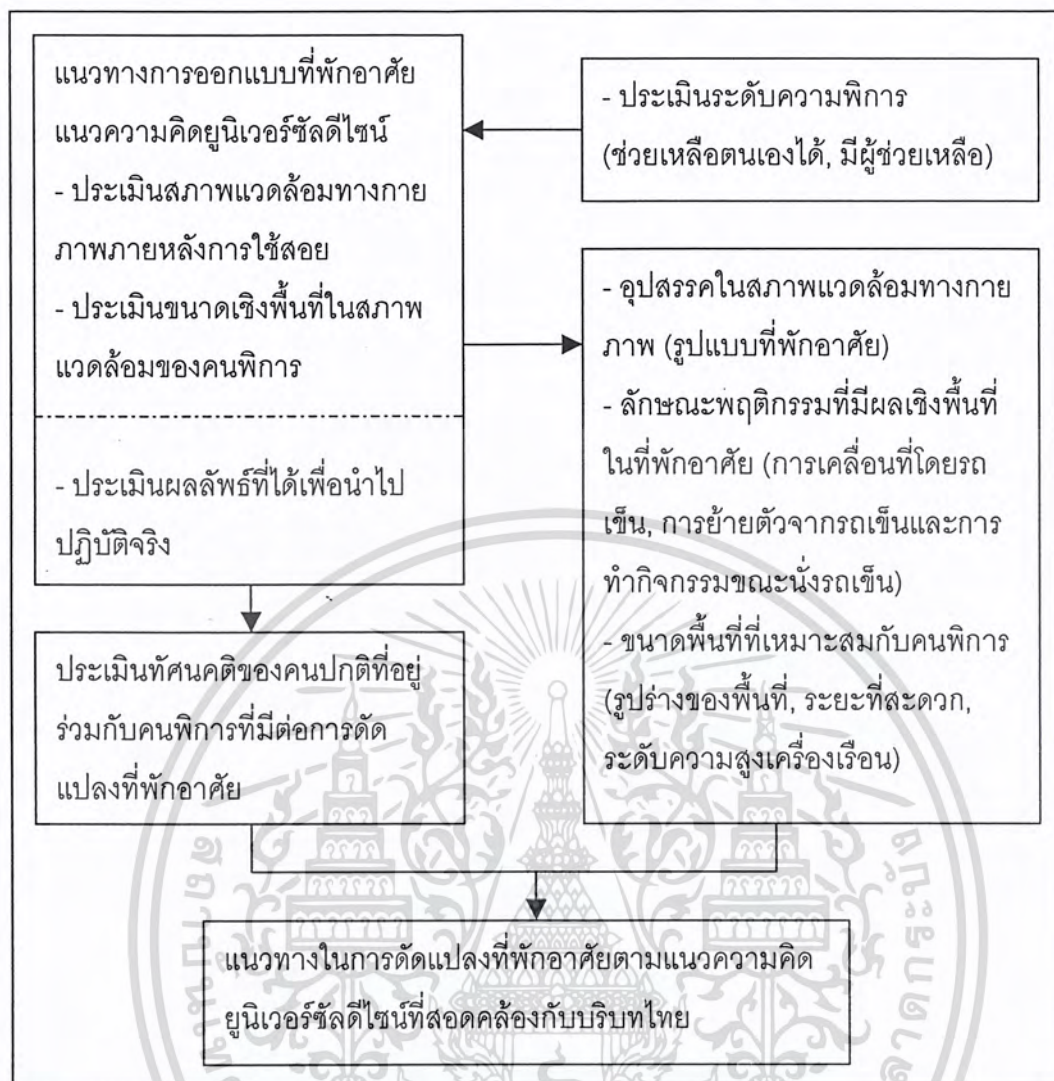 แนวทางการออกแบบที่พักอาศัย
แนวความคิดยูนิเวอร์ซัลดีไซน์
- ประเมินสภาพแวดล้อมทางกาย
ภาพภายหลังการใช้สอย
- ประเมินขนาดเชิงพื้นที่ในสภาพ
แวดล้อมของคนพิการ
- ประเมินผลลัพธ์ที่ได้เพื่อนำไป
ปฏิบัติจริง
- ประเมินระดับความพิการ
(ช่วยเหลือตนเองได้, มีผู้ช่วยเหลือ)
- อุปสรรคในสภาพแวดล้อมทางกาย
ภาพ (รูปแบบที่พักอาศัย)
- ลักษณะพฤติกรรมที่มีผลเชิงพื้นที่
ในที่พักอาศัย (การเคลื่อนที่โดยรถ
เข็น, การย้ายตัวจากรถเข็นและการ
ทำกิจกรรมขณะนั่งรถเข็น)
- ขนาดพื้นที่ที่เหมาะสมกับคนพิการ
(รูปร่างของพื้นที่, ระยะที่สะดวก,
ระดับความสูงเครื่องเรือน)
ประเมินทัศนคติของคนปกติที่อยู่
ร่วมกับคนพิการที่มีต่อการดัด
แปลงที่พักอาศัย
แนวทางในการดัดแปลงที่พักอาศัยตามแนวความคิด
ยูนิเวอร์ซัลดีไซน์ที่สอดคล้องกับบริบทไทย